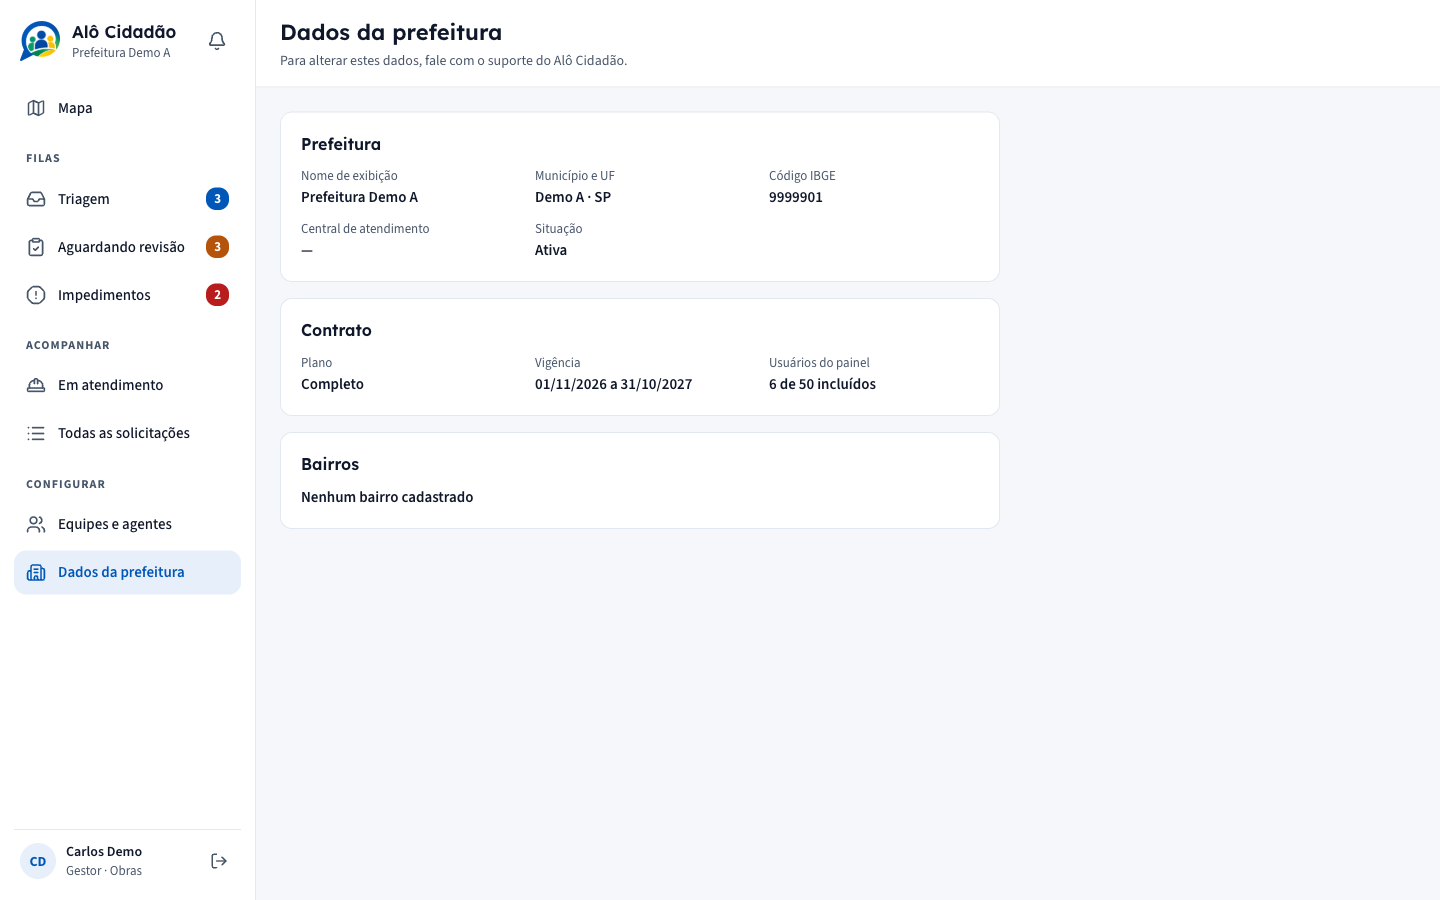 Alô Cidadão
Prefeitura Demo A
Mapa
FILAS
Triagem 3
Aguardando revisão 3
Impedimentos 2
ACOMPANHAR
Em atendimento
Todas as solicitações
CONFIGURAR
Equipes e agentes
Dados da prefeitura
CD
Carlos Demo
Gestor · Obras
Dados da prefeitura
Para alterar estes dados, fale com o suporte do Alô Cidadão.
Prefeitura
Nome de exibição Município e UF Código IBGE
Prefeitura Demo A Demo A · SP 9999901
Central de atendimento Situação
— Ativa
Contrato
Plano Vigência Usuários do painel
Completo 01/11/2026 a 31/10/2027 6 de 50 incluídos
Bairros
Nenhum bairro cadastrado